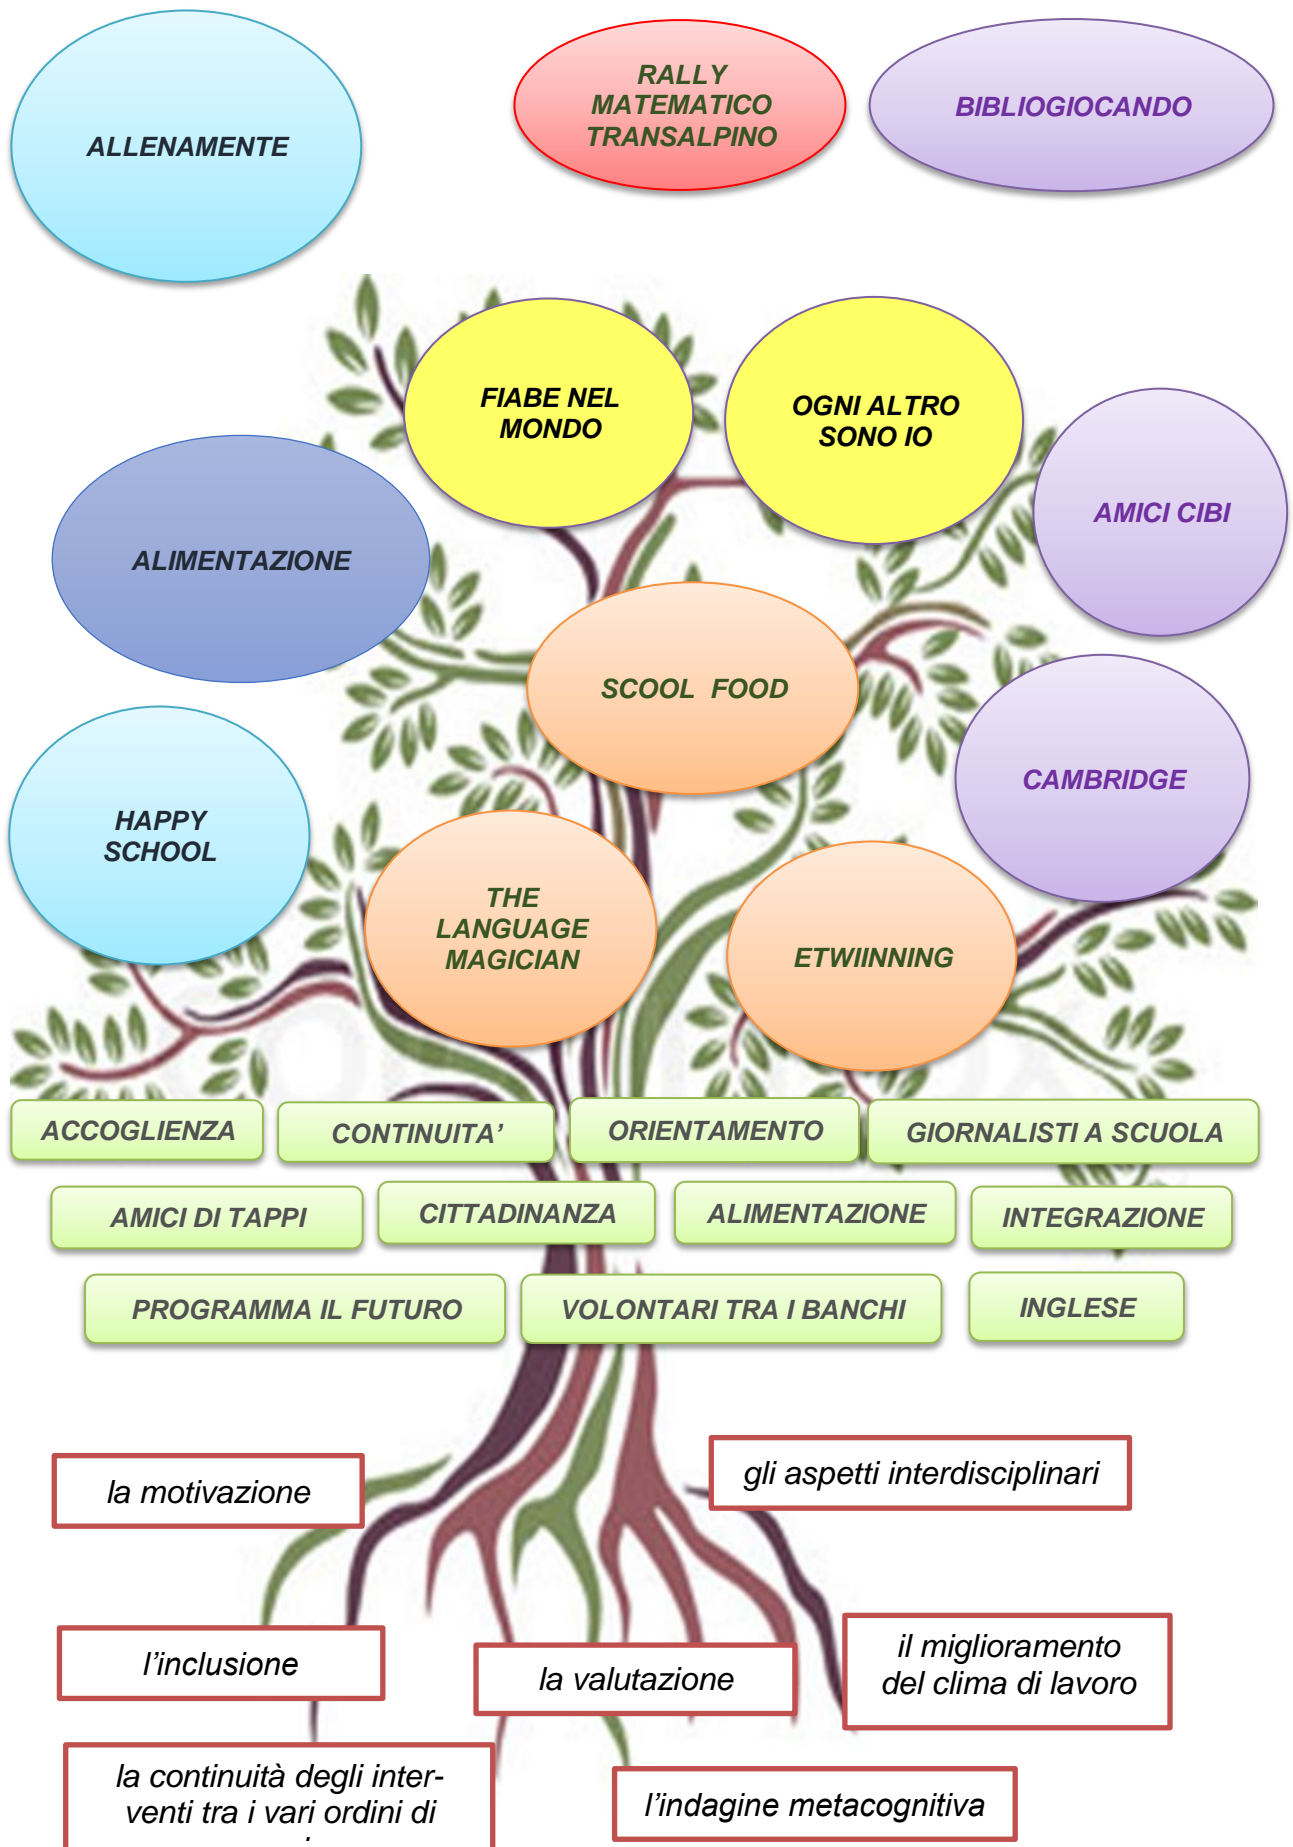 ALLENAMENTE
RALLY
MATEMATICO
TRANSALPINO
BIBLIOGIOCANDO
FIABE NEL
MONDO
OGNI ALTRO
SONO IO
AMICI CIBI
ALIMENTAZIONE
SCOOL FOOD
CAMBRIDGE
HAPPY
SCHOOL
THE
LANGUAGE
MAGICIAN
ETWIINNING
ACCOGLIENZA
CONTINUITA’
ORIENTAMENTO
GIORNALISTI A SCUOLA
AMICI DI TAPPI
CITTADINANZA
ALIMENTAZIONE
INTEGRAZIONE
PROGRAMMA IL FUTURO
VOLONTARI TRA I BANCHI
INGLESE
la motivazione
gli aspetti interdisciplinari
l’inclusione
la valutazione
il miglioramento
del clima di lavoro
la continuità degli inter-
venti tra i vari ordini di
l’indagine metacognitiva